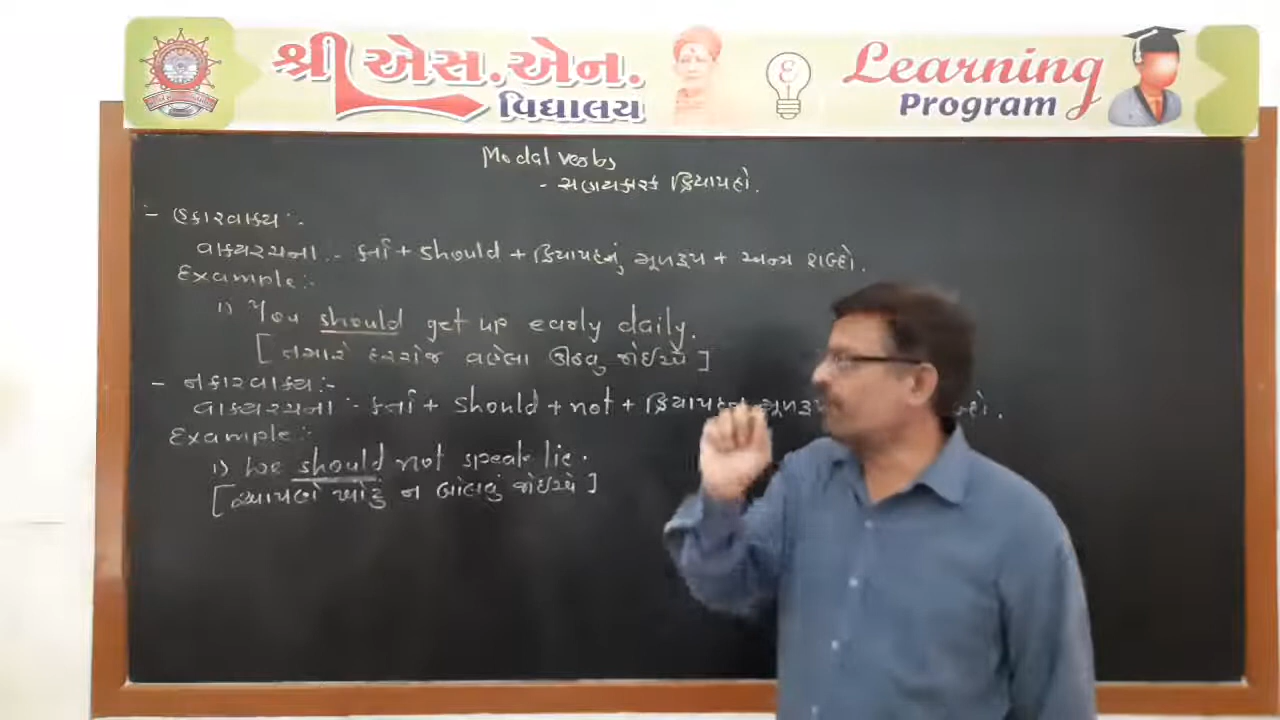 શ્રી એસ.એન. વિદ્યાલય
Learning Program
Modal verbs
- સહાયકારક ક્રિયાપદો.
- હકારવાક્ય :-
વાક્યરચના :- કર્તા + should + ક્રિયાપદનું મૂળરૂપ + અન્ય શબ્દો.
Example :-
1) You should get up early daily.
[ તમારે દરરોજ વહેલા ઊઠવુ જોઈએ ]
- નકારવાક્ય :-
વાક્યરચના :- કર્તા + should + not + ક્રિયાપદનું મૂળરૂ
Example :-
1) We should not speak lie.
[ આપણે ખોટુ ન બોલવું જોઈએ ]